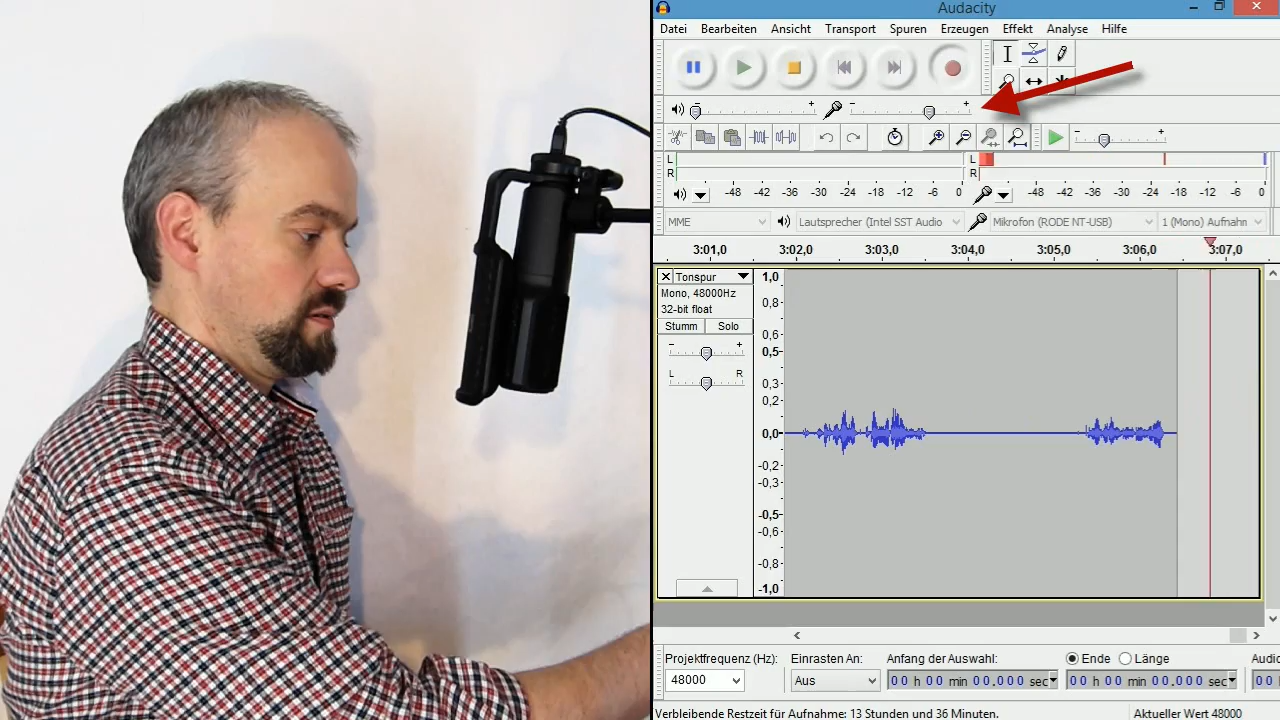 Audacity
Datei Bearbeiten Ansicht Transport Spuren Erzeugen Effekt Analyse Hilfe
- + - +
- +
L L
R R
-48 -42 -36 -30 -24 -18 -12 -6 0 -48 -42 -36 -30 -24 -18 -12 -6 0
MME Lautsprecher (Intel SST Audio Mikrofon (RODE NT-USB) 1 (Mono) Aufnahn
3:01,0 3:02,0 3:03,0 3:04,0 3:05,0 3:06,0 3:07,0
X Tonspur
Mono, 48000Hz
32-bit float
Stumm Solo
- +
L R
1,0
0,8
0,6
0,5
0,3
0,2
0,0
-0,2
-0,3
-0,5
-0,6
-0,8
-1,0
Projektfrequenz (Hz): Einrasten An: Anfang der Auswahl: Ende Länge Audio
48000 Aus 00 h 00 min 00.000 sec 00 h 00 min 00.000 sec 00
Verbleibende Restzeit für Aufnahme: 13 Stunden und 36 Minuten. Aktueller Wert 48000